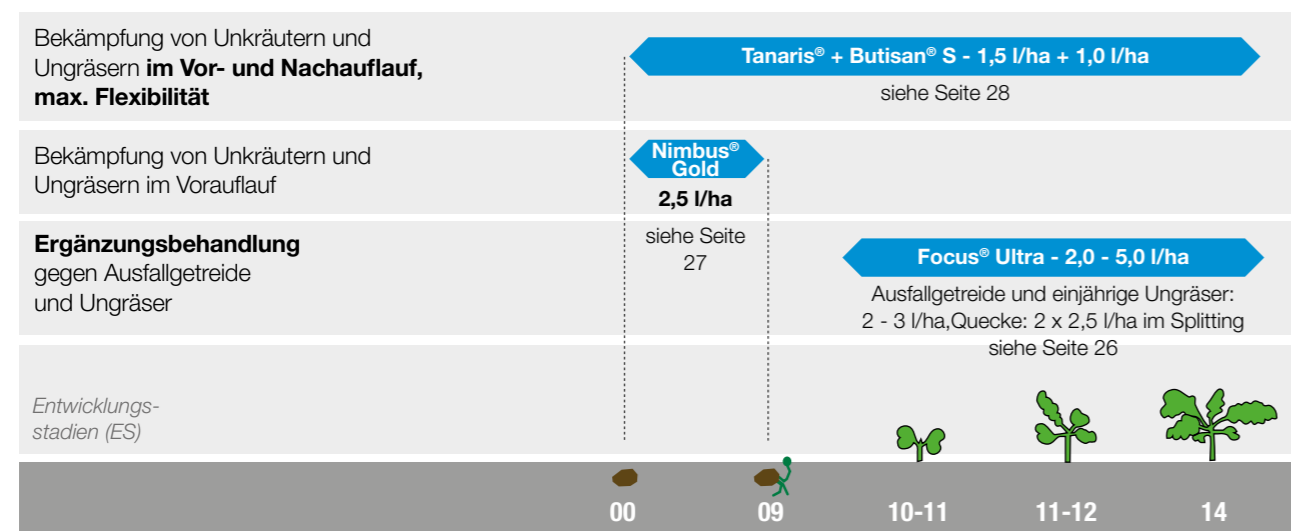 Bekämpfung von Unkräutern und
Ungräsern im Vor- und Nachauflauf,
max. Flexibilität
Tanaris® + Butisan® S - 1,5 l/ha + 1,0 l/ha
siehe Seite 28
Bekämpfung von Unkräutern und
Ungräsern im Vorauflauf
Nimbus®
Gold
2,5 l/ha
siehe Seite
27
Ergänzungsbehandlung
gegen Ausfallgetreide
und Ungräser
Focus® Ultra - 2,0 - 5,0 l/ha
Ausfallgetreide und einjährige Ungräser:
2 - 3 l/ha,Quecke: 2 x 2,5 l/ha im Splitting
siehe Seite 26
Entwicklungs-
stadien (ES)
00 09 10-11 11-12 14